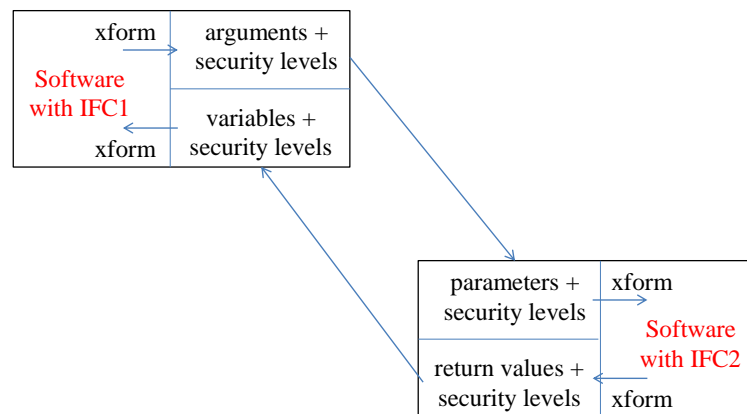 xform
arguments +
security levels
Software
with IFC1
variables +
security levels
xform
parameters +
security levels
xform
Software
with IFC2
return values +
security levels
xform